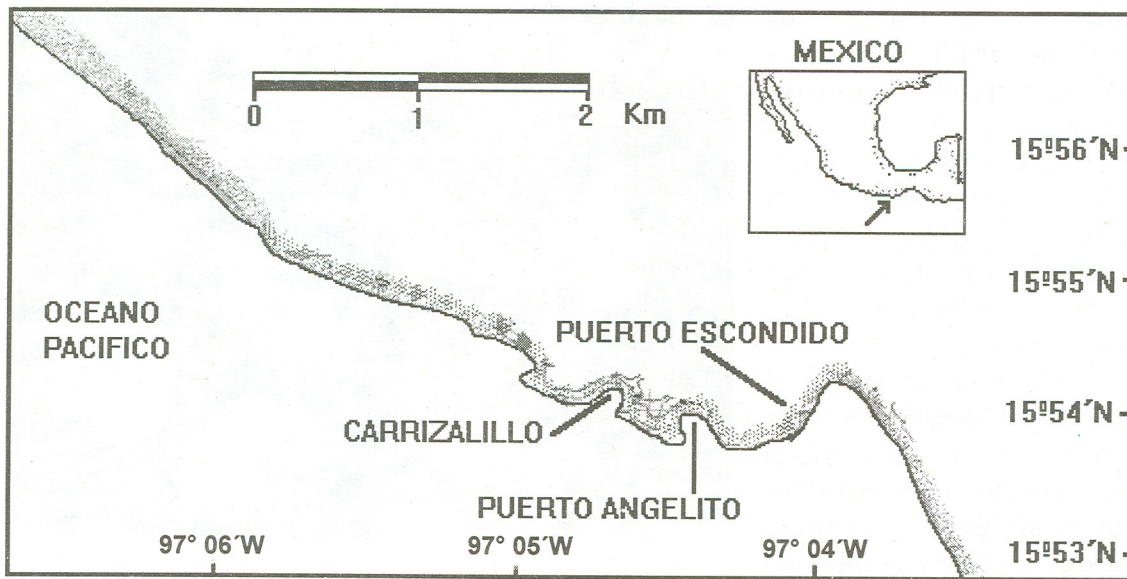 MEXICO
0 1 2 Km
15º56´N
15º55´N
OCEANO
PACIFICO
PUERTO ESCONDIDO
15º54´N
CARRIZALILLO
PUERTO ANGELITO
97° 06´W 97° 05´W 97° 04´W
15º53´N